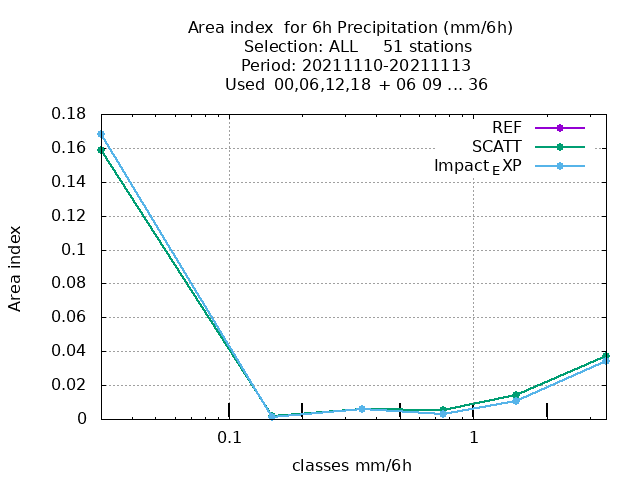 Area index  for 6h Precipitation (mm/6h)
Selection: ALL     51 stations
Period: 20211110-20211113
Used  00,06,12,18  + 06 09 ... 36
0.18
0.16
0.14
0.12
0.1
0.08
0.06
0.04
0.02
0
Area index
REF
SCATT
Impact_EXP
0.1
1
classes mm/6h